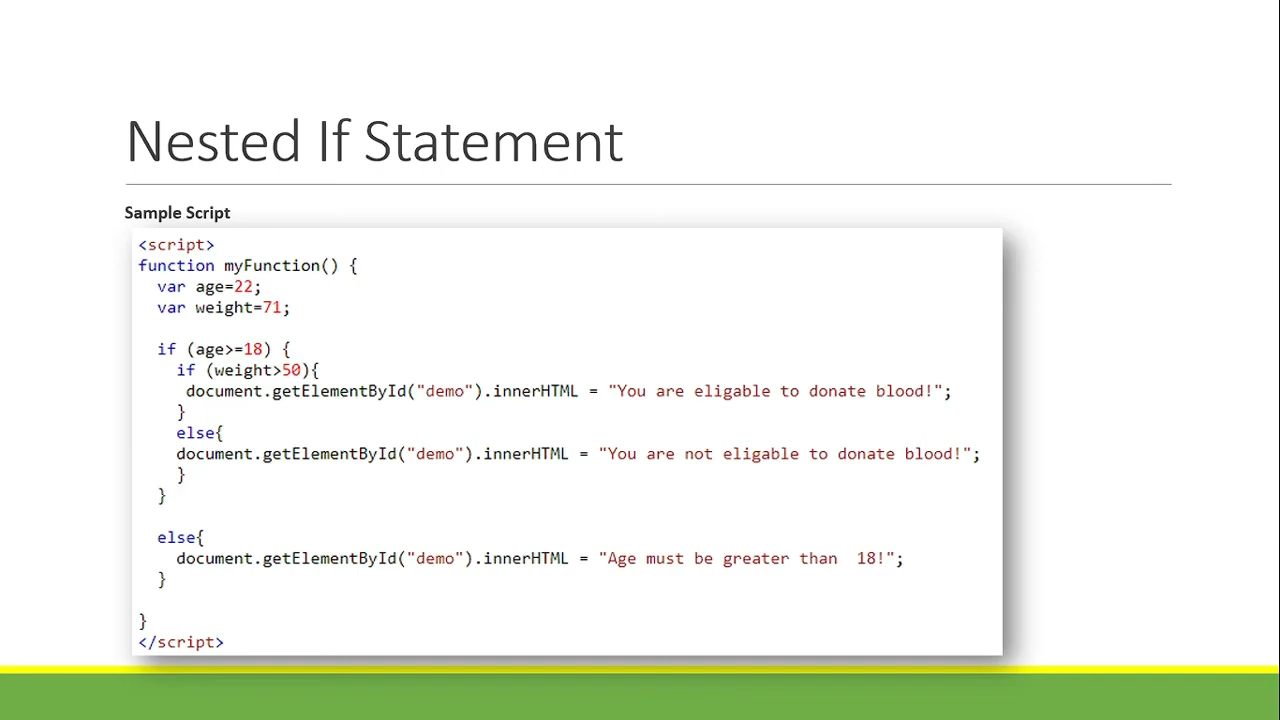 Nested If Statement
Sample Script
<script>
function myFunction() {
var age=22;
var weight=71;
if (age>=18) {
if (weight>50){
document.getElementById("demo").innerHTML = "You are eligable to donate blood!";
}
else{
document.getElementById("demo").innerHTML = "You are not eligable to donate blood!";
}
}
else{
document.getElementById("demo").innerHTML = "Age must be greater than  18!";
}
}
</script>